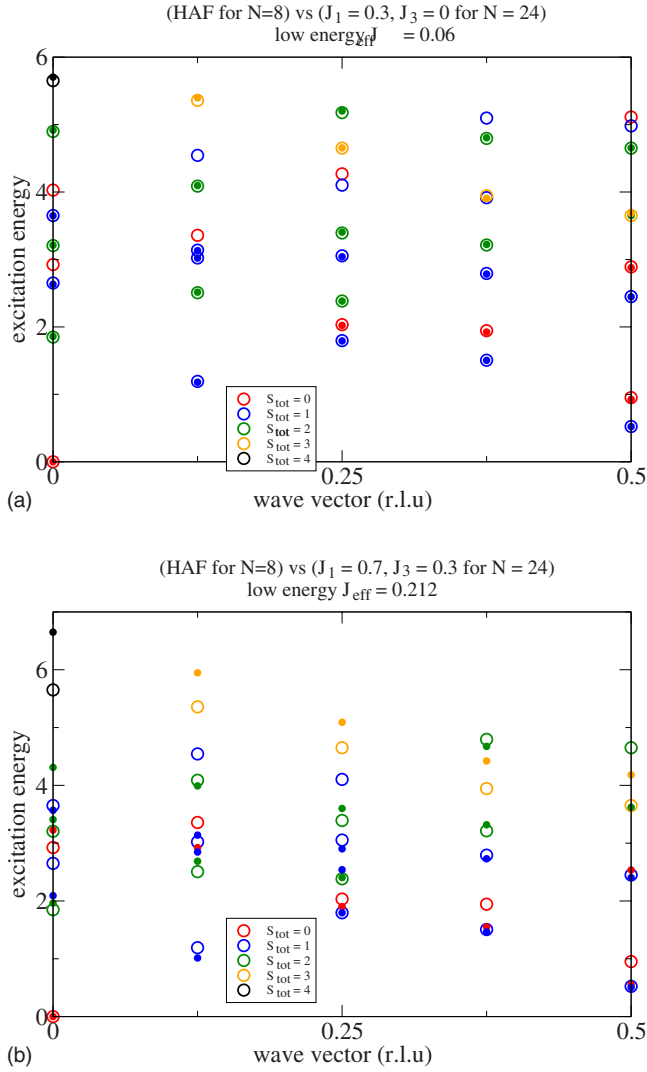 (HAF for N=8) vs (J₁ = 0.3, J₃ = 0 for N = 24)
low energy J_eff = 0.06
6
4
2
0
excitation energy
S_tot = 0
S_tot = 1
S_tot = 2
S_tot = 3
S_tot = 4
0
0.25
0.5
wave vector (r.l.u)
(a)
(HAF for N=8) vs (J₁ = 0.7, J₃ = 0.3 for N = 24)
low energy J_eff = 0.212
6
4
2
0
excitation energy
S_tot = 0
S_tot = 1
S_tot = 2
S_tot = 3
S_tot = 4
0
0.25
0.5
wave vector (r.l.u)
(b)